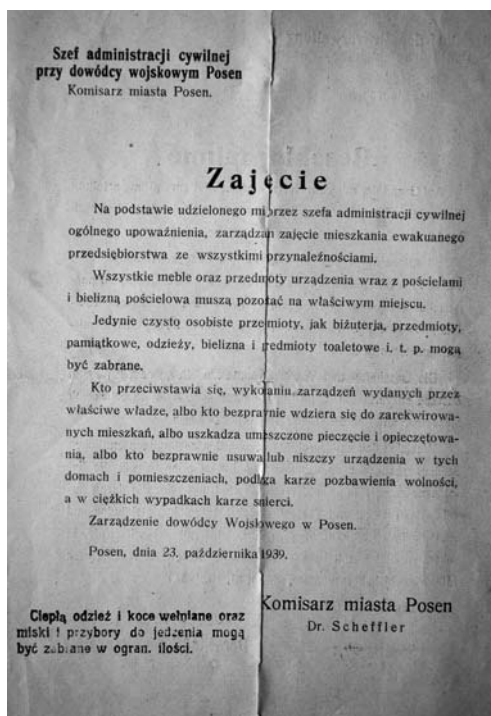 Szef administracji cywilnej
przy dowódcy wojskowym Posen
Komisarz miasta Posen.
Zajęcie
Na podstawie udzielonego mi przez szefa administracji cywilnej
ogólnego upoważnienia, zarządzam zajęcie mieszkania ewakuanego
przedsiębiorstwa ze wszystkimi przynależnościami.
Wszystkie meble oraz przedmioty urządzenia wraz z pościelami
i bielizną pościelowa muszą pozostać na właściwym miejscu.
Jedynie czysto osobiste przedmioty, jak biżuterja, przedmioty,
pamiątkowe, odzieży, bielizna i predmioty toaletowe i. t. p. mogą
być zabrane.
Kto przeciwstawia się, wykonaniu zarządzeń wydanych przez
właściwe władze, albo kto bezprawnie wdziera się do zarekwirowa-
nych mieszkań, albo uszkadza umieszczone pieczęcie i opieczętowa-
nia, albo kto bezprawnie usuwa lub niszczy urządzenia w tych
domach i pomieszczeniach, podlega karze pozbawienia wolności,
a w ciężkich wypadkach karze smierci.
Zarządzenie dowódcy Wojskowego w Posen.
Posen, dnia 23. października 1939.
Komisarz miasta Posen
Dr. Scheffler
Ciepłą odzież i koce wełniane oraz
miski i przybory do jedzenia mogą
być zabrane w ogran. ilości.